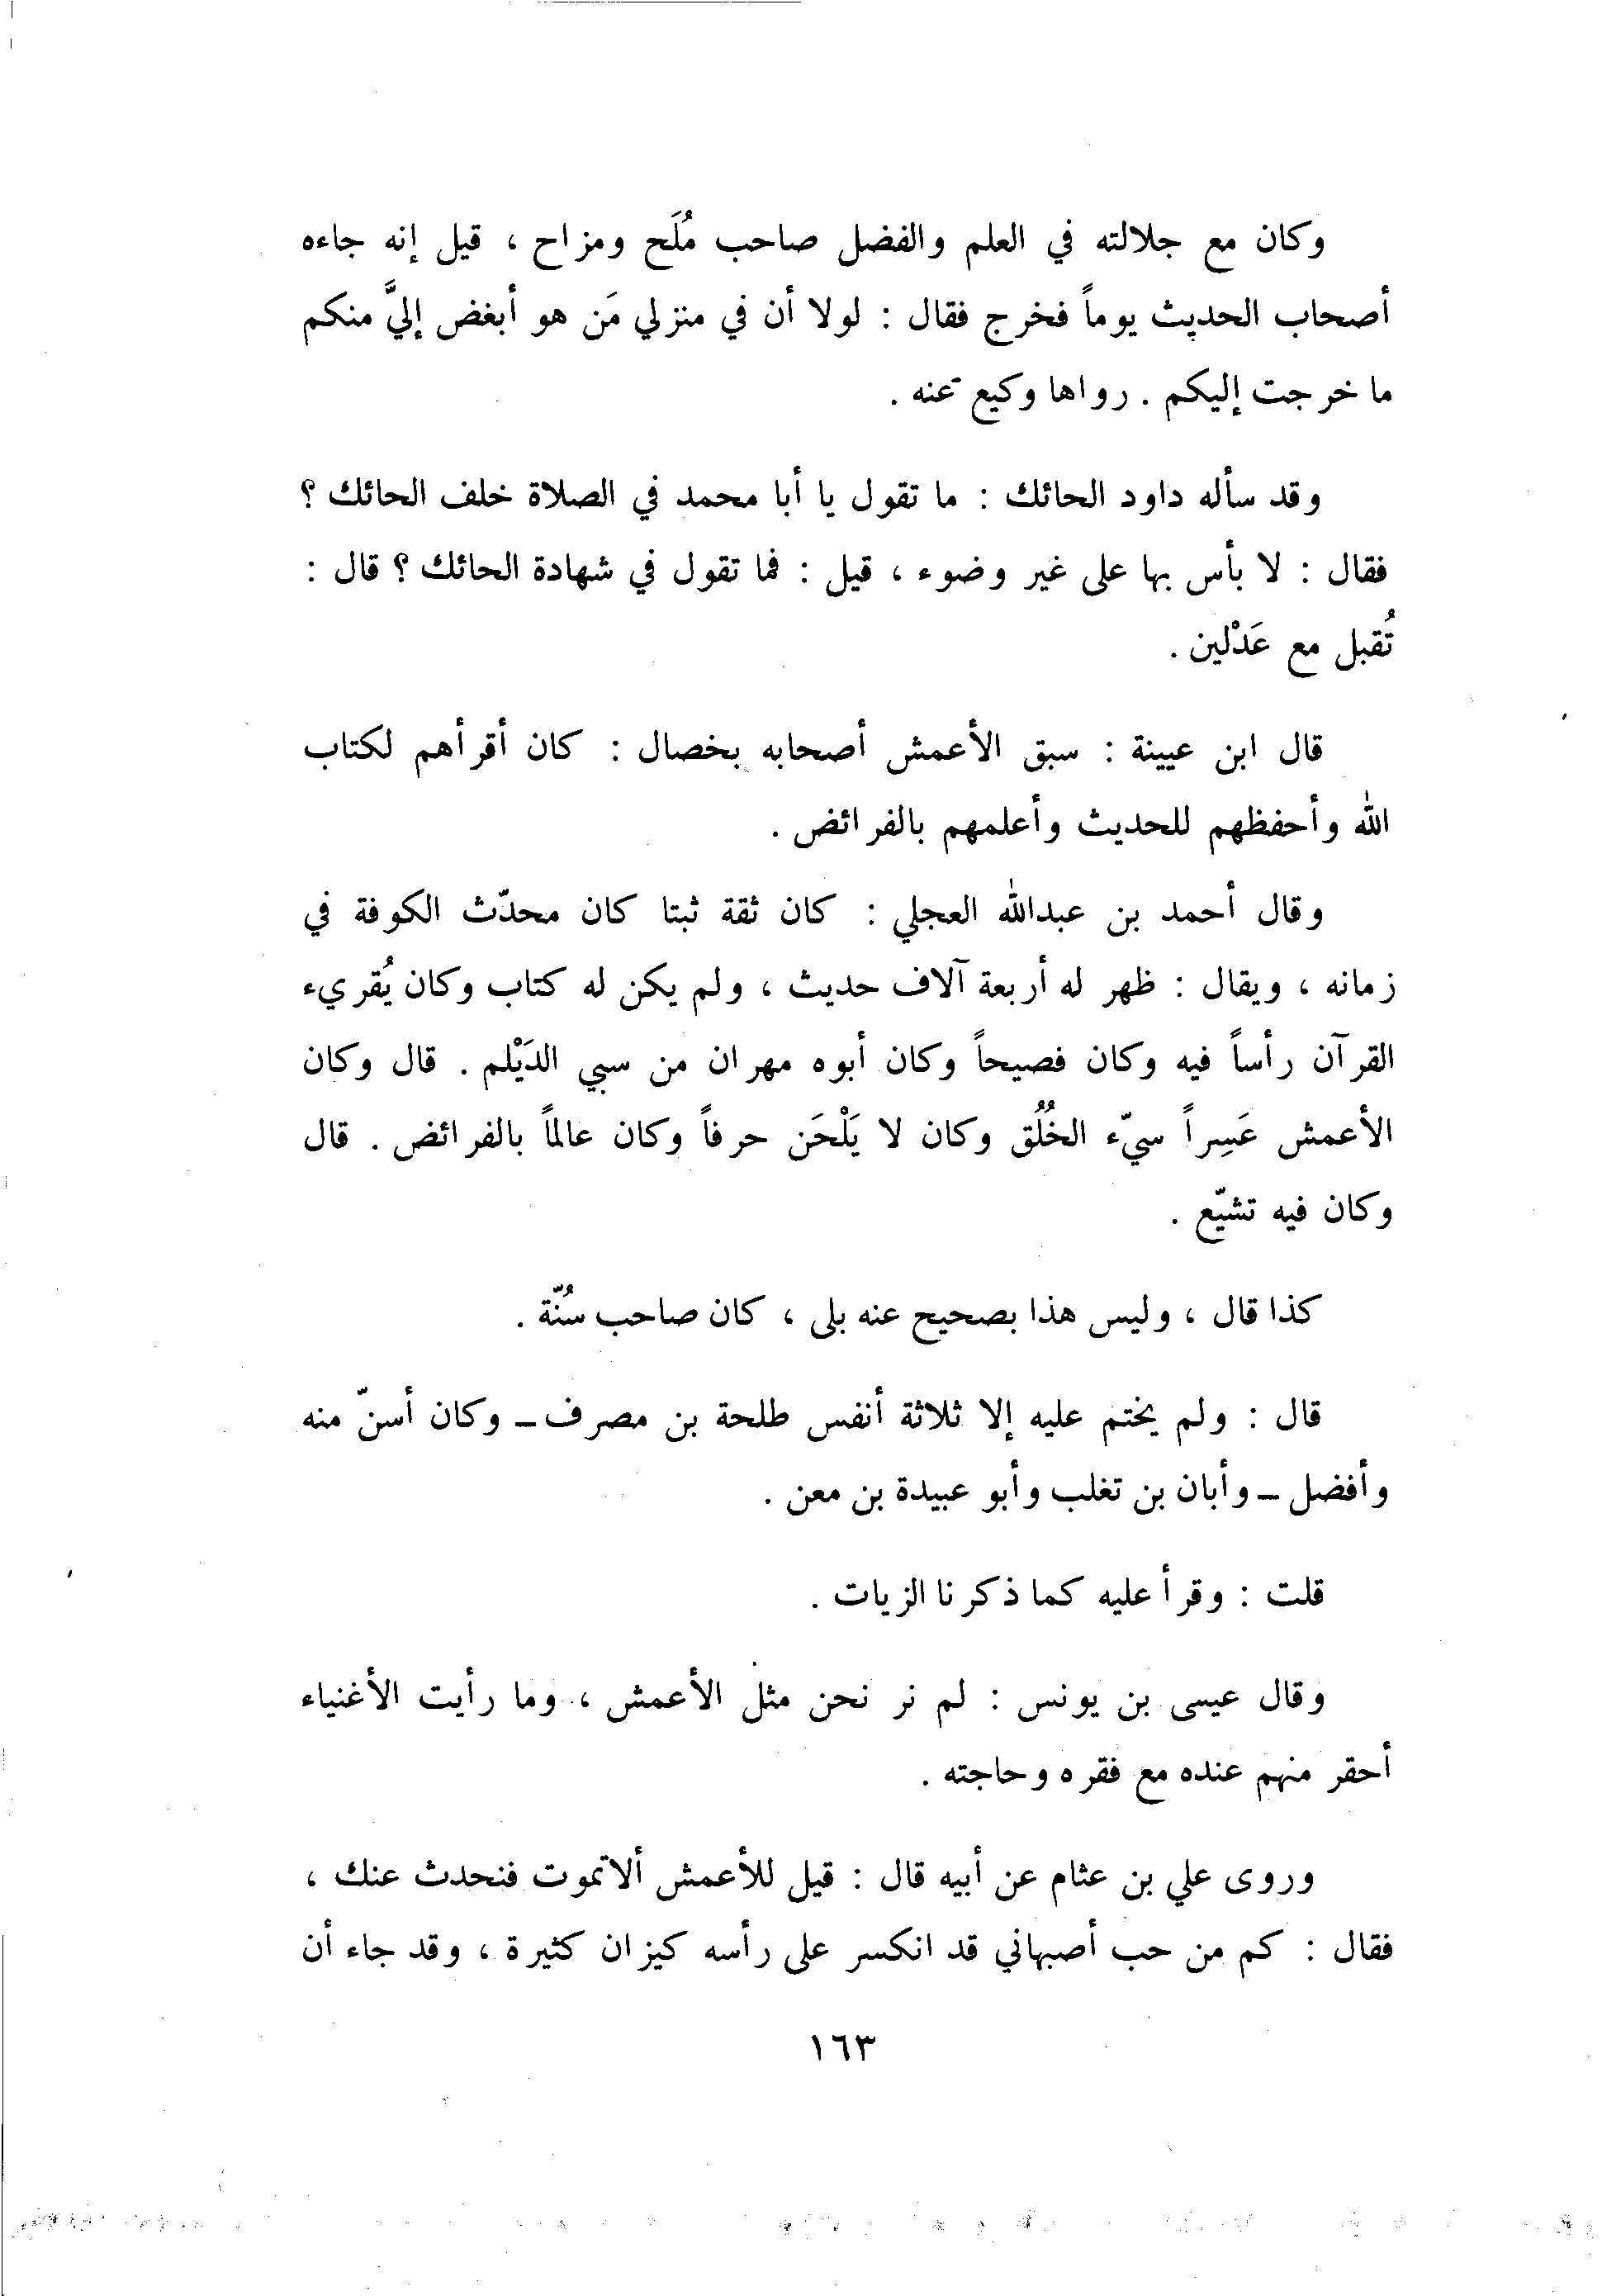 وكان مع جلالته في العلم والفضل صاحب مُلَح ومزاح ، قيل إنه جاءه
أصحاب الحديث يوماً فخرج فقال : لولا أن في منزلي مَن هو أبغض إليَّ منكم
ما خرجت إليكم . رواها وكيع عنه .
وقد سأله داود الحائك : ما تقول يا أبا محمد في الصلاة خلف الحائك ؟
فقال : لا بأس بها على غير وضوء ، قيل : فما تقول في شهادة الحائك ؟ قال :
تُقبل مع عَدْلين .
قال ابن عيينة : سبق الأعمش أصحابه بخصال : كان أقرأهم لكتاب
الله وأحفظهم للحديث وأعلمهم بالفرائض .
وقال أحمد بن عبدالله العجلي : كان ثقة ثبتا كان محدّث الكوفة في
زمانه ، ويقال : ظهر له أربعة آلاف حديث ، ولم يكن له كتاب وكان يُقريء
القرآن رأساً فيه وكان فصيحاً وكان أبوه مهران من سبي الدَيْلم . قال وكان
الأعمش عَسِراً سيّء الخُلُق وكان لا يَلْحَن حرفاً وكان عالماً بالفرائض . قال
وكان فيه تشيّع .
كذا قال ، وليس هذا بصحيح عنه بلى ، كان صاحب سُنّة .
قال : ولم يختم عليه إلا ثلاثة أنفس طلحة بن مصرف ــ وكان أسنّ منه
وأفضل ــ وأبان بن تغلب وأبو عبيدة بن معن .
قلت : وقرأ عليه كما ذكرنا الزيات .
وقال عيسى بن يونس : لم نر نحن مثل الأعمش ، وما رأيت الأغنياء
أحقر منهم عنده مع فقره وحاجته .
وروى علي بن عثام عن أبيه قال : قيل للأعمش ألا تموت فنحدث عنك ،
فقال : كم من حب أصبهاني قد انكسر على رأسه كيزان كثيرة ، وقد جاء أن
١٦٣